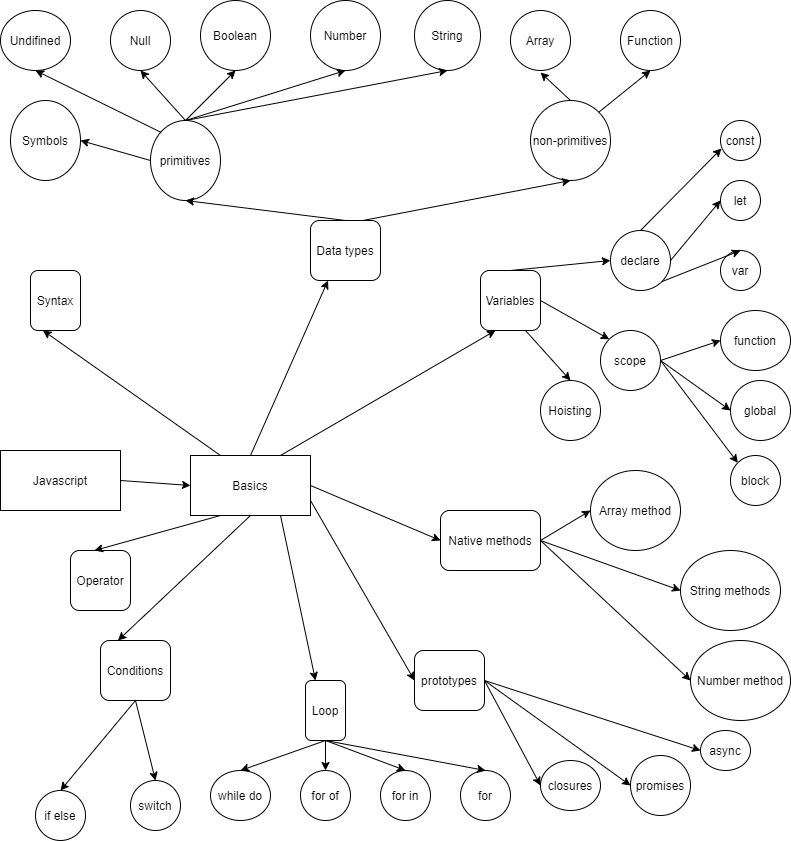 Undifined
Null
Boolean
Number
String
Array
Function
Symbols
primitives
non-primitives
const
let
Data types
declare
var
Syntax
Variables
function
scope
Hoisting
global
Javascript
Basics
block
Array method
Native methods
Operator
String methods
Conditions
prototypes
Number method
Loop
async
if else
switch
while do
for of
for in
for
closures
promises